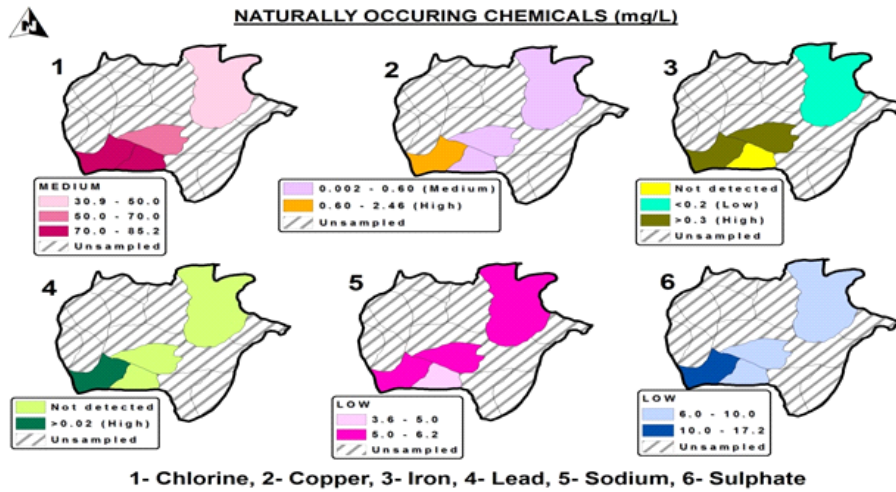 N
NATURALLY OCCURING CHEMICALS (mg/L)
1
MEDIUM
30.9 - 50.0
50.0 - 70.0
70.0 - 85.2
Unsampled
2
0.002 - 0.60 (Medium)
0.60 - 2.46 (High)
Unsampled
3
Not detected
<0.2 (Low)
>0.3 (High)
Unsampled
4
Not detected
>0.02 (High)
Unsampled
5
LOW
3.6 - 5.0
5.0 - 6.2
Unsampled
6
LOW
6.0 - 10.0
10.0 - 17.2
Unsampled
1- Chlorine, 2- Copper, 3- Iron, 4- Lead, 5- Sodium, 6- Sulphate